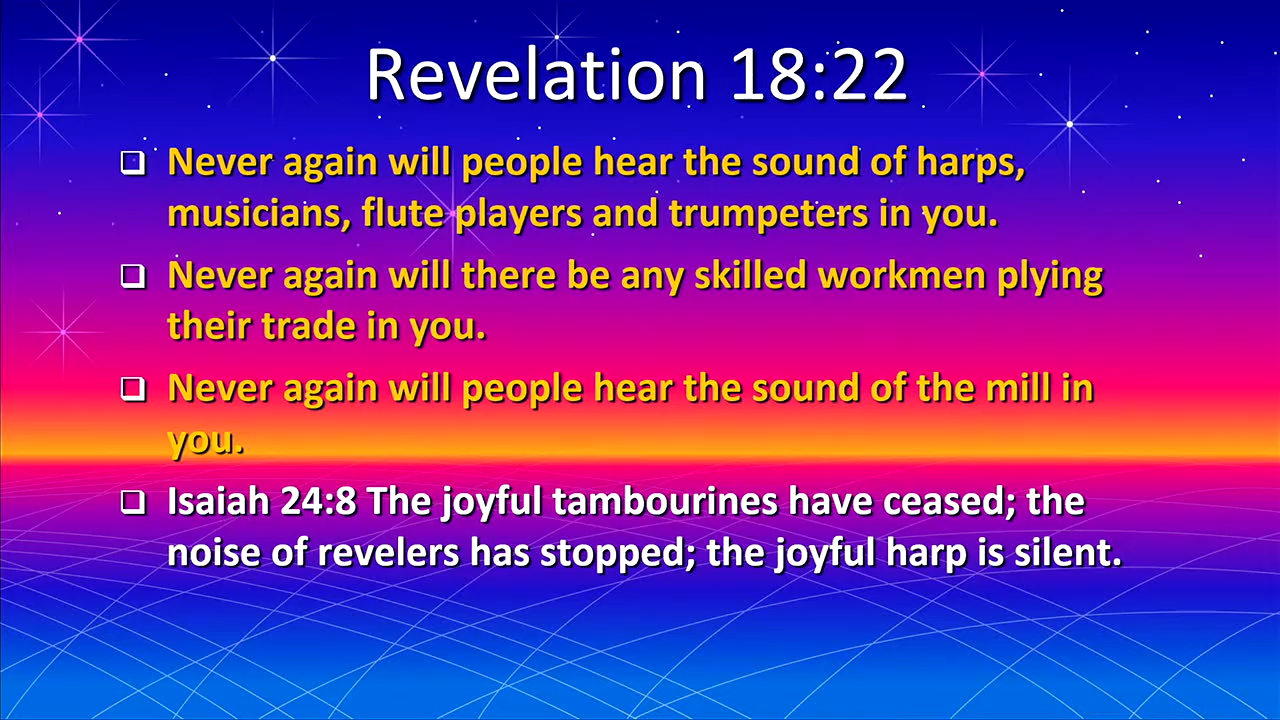 Revelation 18:22
Never again will people hear the sound of harps,
musicians, flute players and trumpeters in you.
Never again will there be any skilled workmen plying
their trade in you.
Never again will people hear the sound of the mill in
you.
Isaiah 24:8 The joyful tambourines have ceased; the
noise of revelers has stopped; the joyful harp is silent.